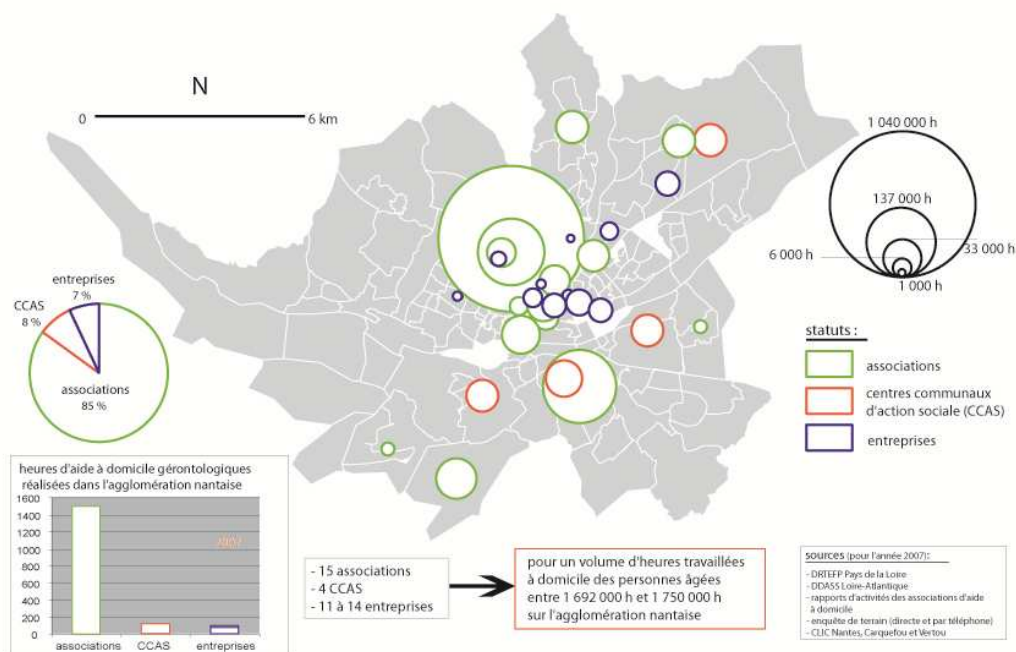 N
0 6 km
1 040 000 h
137 000 h
33 000 h
6 000 h
1 000 h
entreprises
7 %
CCAS
8 %
associations
85 %
statuts :
associations
centres communaux
d'action sociale (CCAS)
entreprises
heures d'aide à domicile gérontologiques
réalisées dans l'agglomération nantaise
1600
1400
1200
1000
800
600
400
200
0
associations CCAS entreprises
- 15 associations
- 4 CCAS
- 11 à 14 entreprises
pour un volume d'heures travaillées
à domicile des personnes âgées
entre 1 692 000 h et 1 750 000 h
sur l'agglomération nantaise
sources (pour l'année 2007):
- DRTEFP Pays de la Loire
- DDASS Loire-Atlantique
- rapports d'activités des associations d'aide
à domicile
- enquête de terrain (directe et par téléphone)
- CLIC Nantes, Carquefou et Vertou